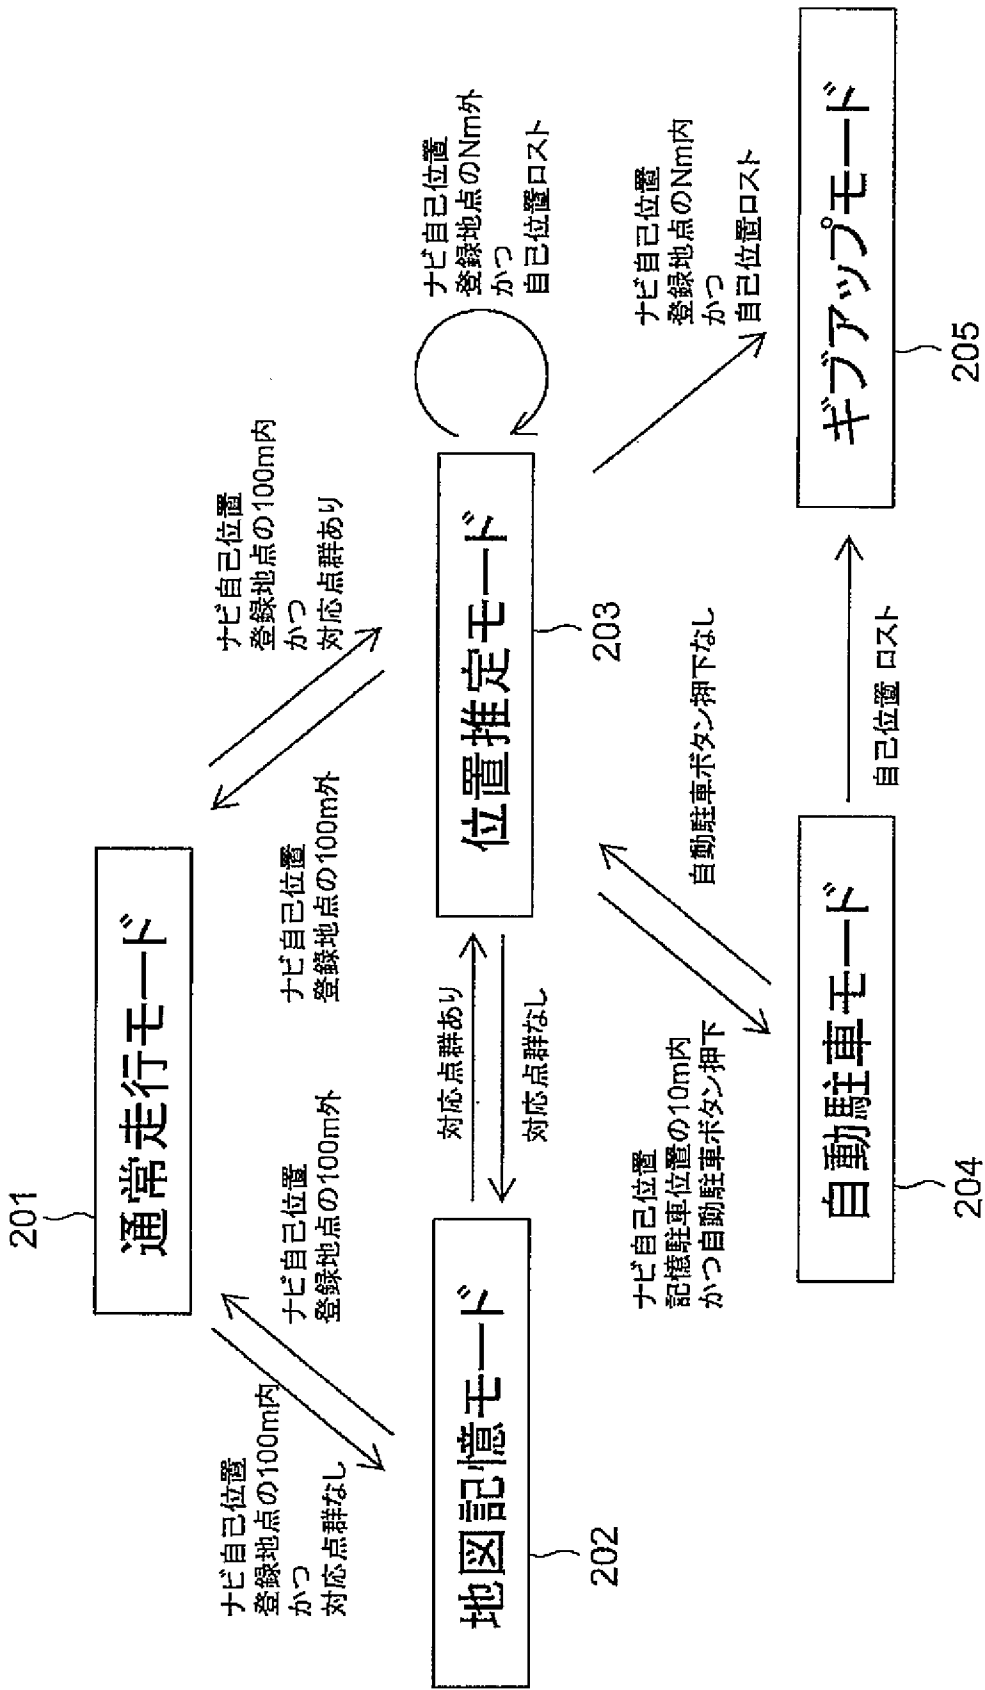 201
通常走行モード
ナビ自己位置
登録地点の100m内
かつ
対応点群なし
ナビ自己位置
登録地点の100m外
ナビ自己位置
登録地点の100m外
ナビ自己位置
登録地点の100m内
かつ
対応点群あり
地図記憶モード
202
対応点群あり
対応点群なし
位置推定モード
203
ナビ自己位置
登録地点のNm外
かつ
自己位置ロスト
ナビ自己位置
記憶駐車位置の10m内
かつ自動駐車ボタン押下
自動駐車ボタン押下なし
ナビ自己位置
登録地点のNm内
かつ
自己位置ロスト
自動駐車モード
204
自己位置 ロスト
ギブアップモード
205